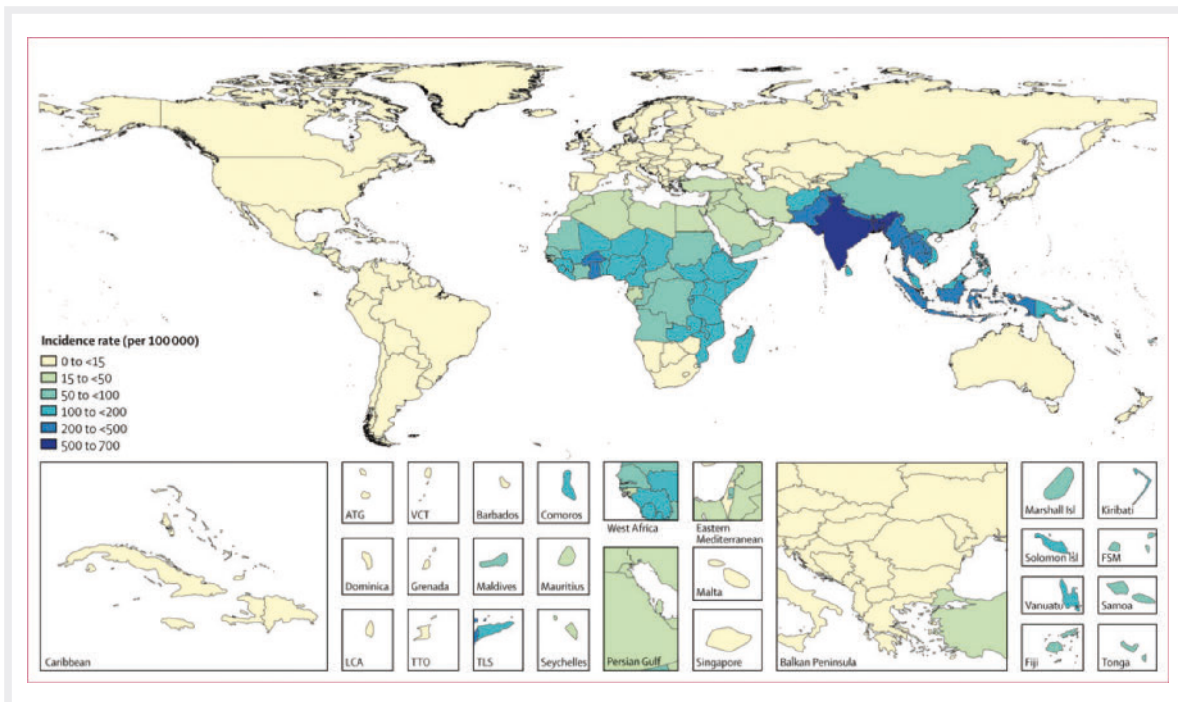 Incidence rate (per 100 000)
0 to <15
15 to <50
50 to <100
100 to <200
200 to <500
500 to 700
Caribbean
ATG
VCT
Barbados
Comoros
West Africa
Eastern
Mediterranean
Marshall Isl
Kiribati
Dominica
Grenada
Maldives
Mauritius
Malta
Solomon Isl
FSM
Vanuatu
Samoa
LCA
TTO
TLS
Seychelles
Persian Gulf
Singapore
Balkan Peninsula
Fiji
Tonga